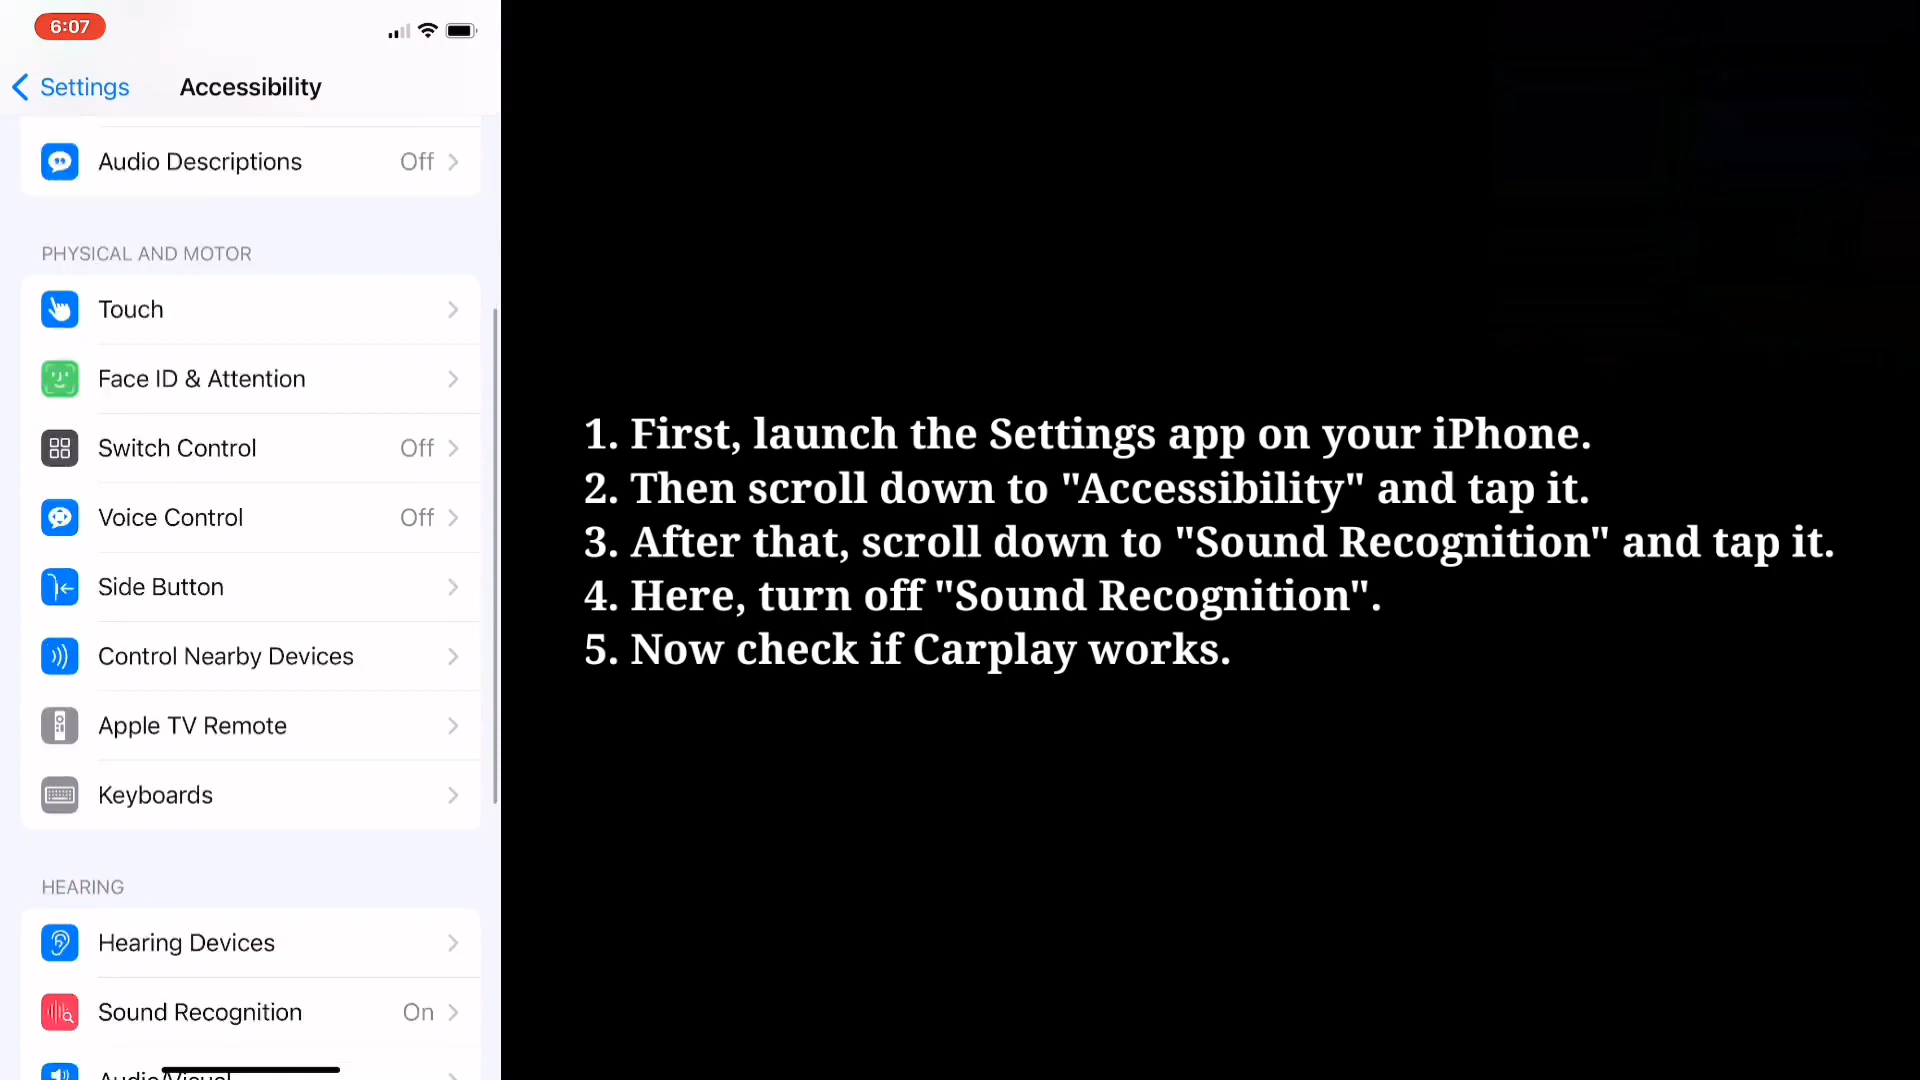 6:07
Settings
Accessibility
Audio Descriptions Off
PHYSICAL AND MOTOR
Touch
Face ID & Attention
Switch Control Off
Voice Control Off
Side Button
Control Nearby Devices
Apple TV Remote
Keyboards
HEARING
Hearing Devices
Sound Recognition On
Audio/Visual
1. First, launch the Settings app on your iPhone.
2. Then scroll down to "Accessibility" and tap it.
3. After that, scroll down to "Sound Recognition" and tap it.
4. Here, turn off "Sound Recognition".
5. Now check if Carplay works.